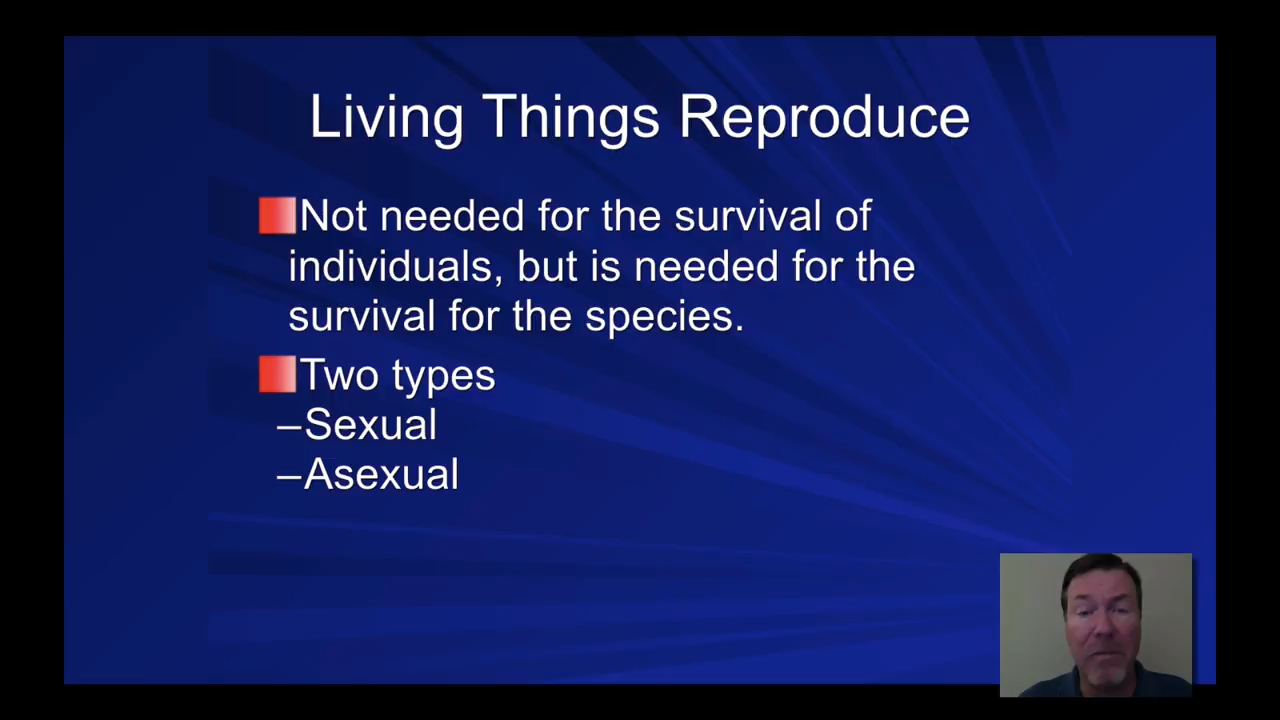 Living Things Reproduce
Not needed for the survival of
individuals, but is needed for the
survival for the species.
Two types
–Sexual
–Asexual